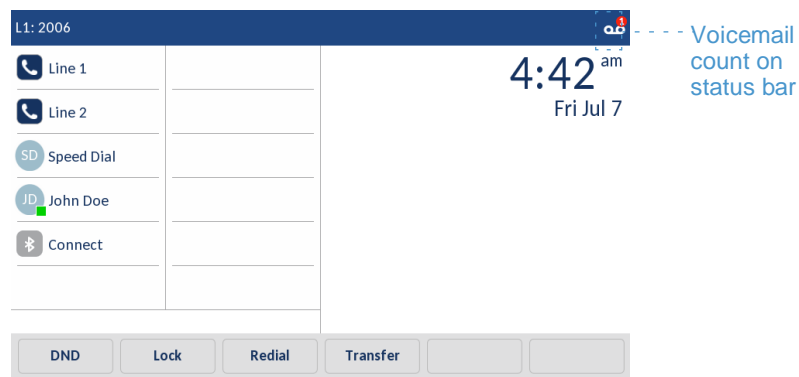 L1: 2006
1
Voicemail
count on
status bar
Line 1
4:42 am
Line 2
Fri Jul 7
SD Speed Dial
JD John Doe
Connect
DND Lock Redial Transfer